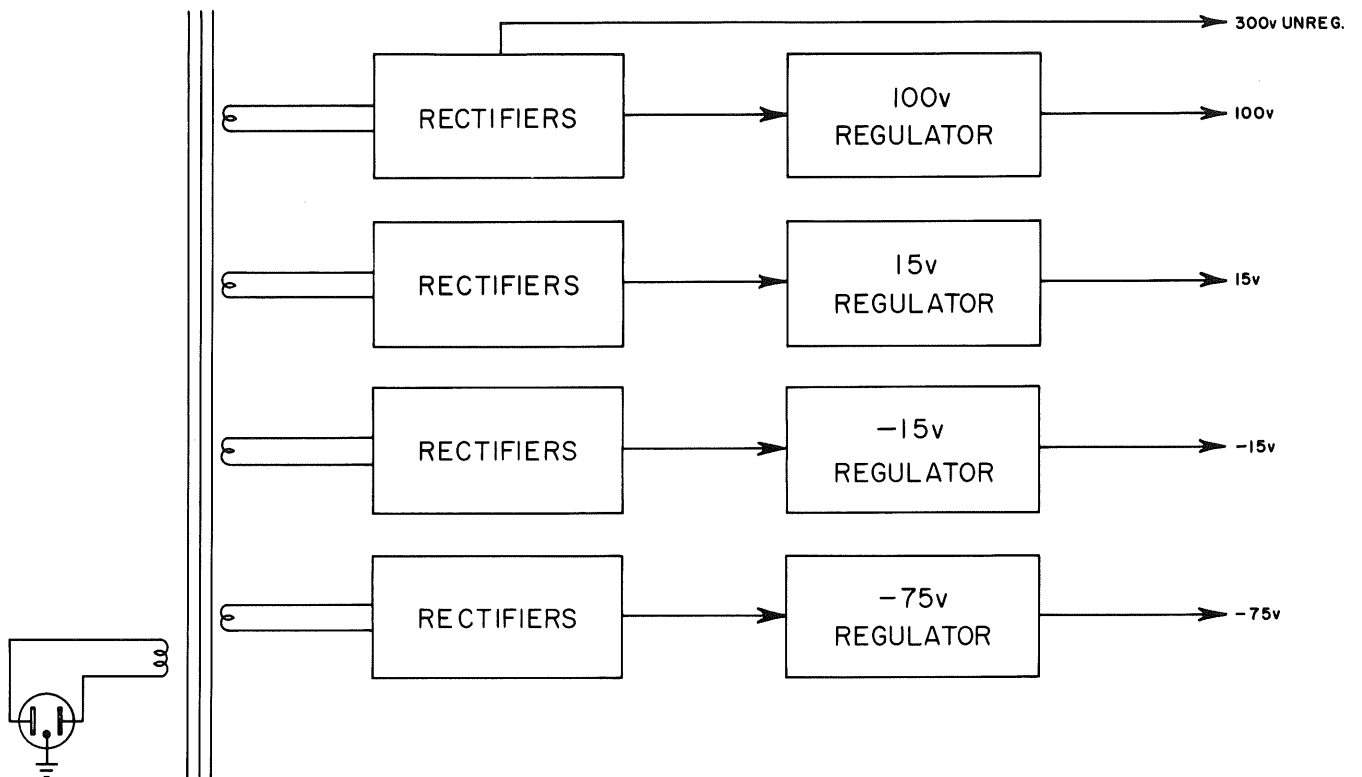 300v UNREG.
RECTIFIERS
100v
REGULATOR
100v
RECTIFIERS
15v
REGULATOR
15v
RECTIFIERS
-15v
REGULATOR
-15v
RECTIFIERS
-75v
REGULATOR
-75v